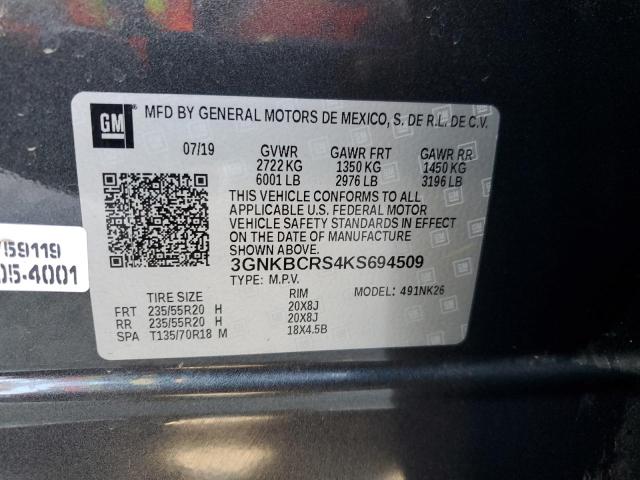 GM
MFD BY GENERAL MOTORS DE MEXICO, S. DE R.L. DE C.V.
07/19 GVWR GAWR FRT GAWR RR
2722 KG 1350 KG 1450 KG
6001 LB 2976 LB 3196 LB
THIS VEHICLE CONFORMS TO ALL
APPLICABLE U.S. FEDERAL MOTOR
VEHICLE SAFETY STANDARDS IN
EFFECT ON THE DATE OF MANUFACTURE
SHOWN ABOVE.
3GNKBCRS4KS694509
TYPE: M.P.V. MODEL: 491NK26
TIRE SIZE RIM
FRT 235/55R20 H 20X8J
RR 235/55R20 H 20X8J
SPA T135/70R18 M 18X4.5B
59119
05-4001